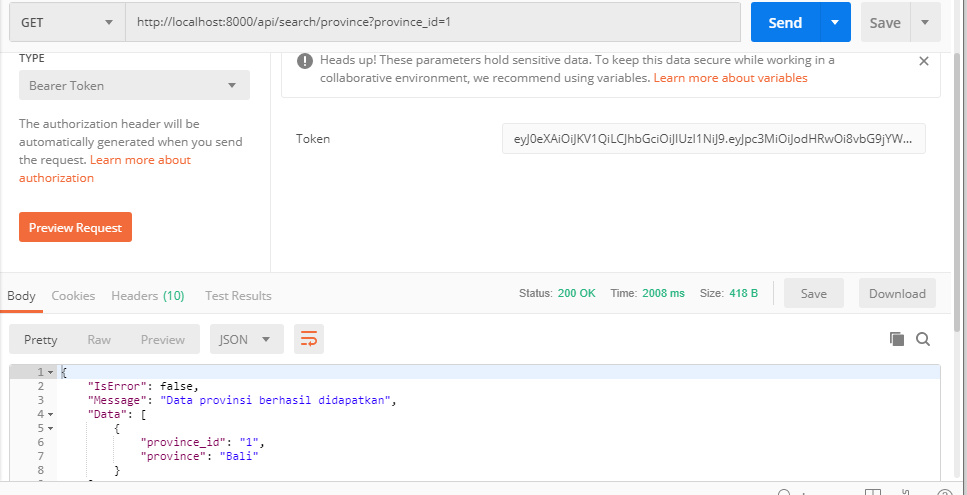 GET http://localhost:8000/api/search/province?province_id=1 Send Save
TYPE
Bearer Token
The authorization header will be
automatically generated when you send
the request. Learn more about
authorization
Preview Request
Heads up! These parameters hold sensitive data. To keep this data secure while working in a
collaborative environment, we recommend using variables. Learn more about variables
Token eyJ0eXAiOiJKV1QiLCJhbGciOiJIUzI1NiJ9.eyJpc3MiOiJodHRwOi8vbG9jYW...
Body Cookies Headers (10) Test Results Status: 200 OK Time: 2008 ms Size: 418 B Save Download
Pretty Raw Preview JSON
1 {
2 "IsError": false,
3 "Message": "Data provinsi berhasil didapatkan",
4 "Data": [
5 {
6 "province_id": "1",
7 "province": "Bali"
8 }